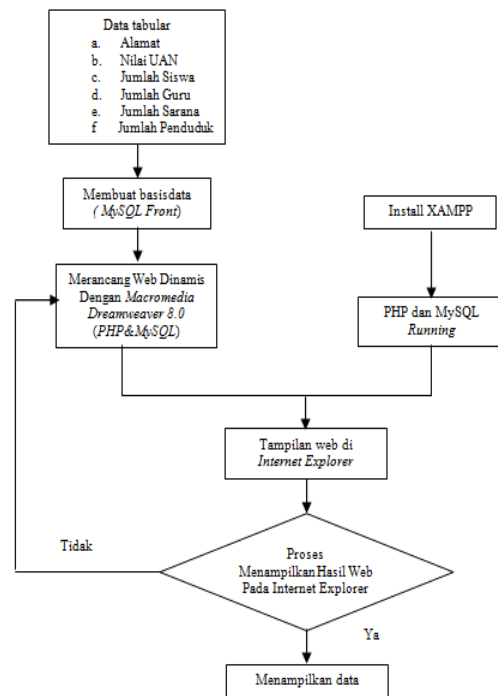 Data tabular
a. Alamat
b. Nilai UAN
c. Jumlah Siswa
d. Jumlah Guru
e. Jumlah Sarana
f Jumlah Penduduk
Membuat basisdata
( MySQL Front)
Install XAMPP
Merancang Web Dinamis
Dengan Macromedia
Dreamweaver 8.0
(PHP&MySQL)
PHP dan MySQL
Running
Tampilan web di
Internet Explorer
Tidak
Proses
Menampilkan Hasil Web
Pada Internet Explorer
Ya
Menampilkan data